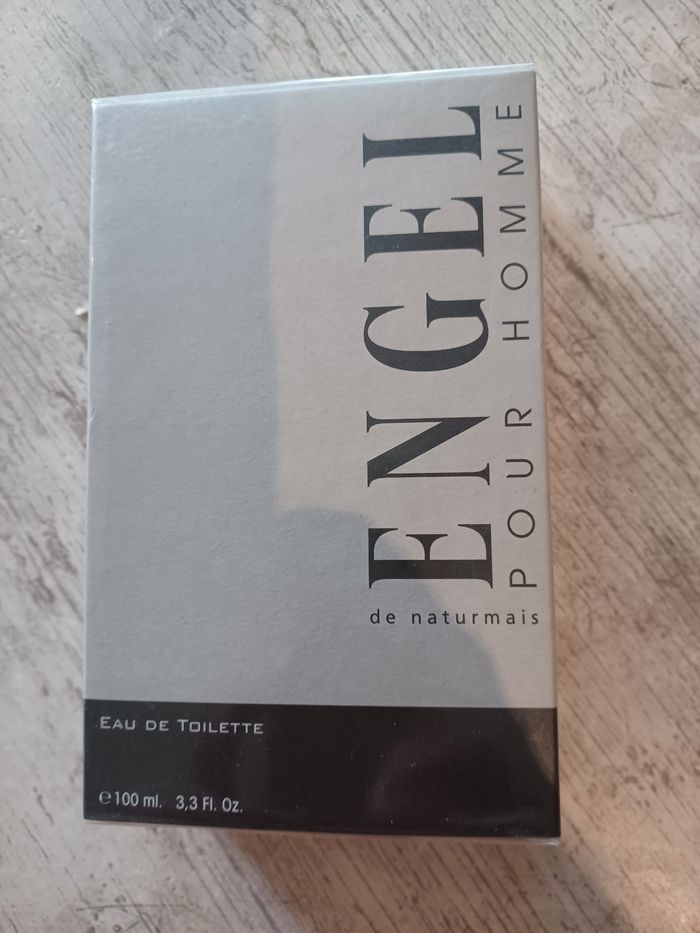 ENGEL
POUR HOMME
de naturmais
EAU DE TOILETTE
℮100 ml. 3,3 Fl. Oz.